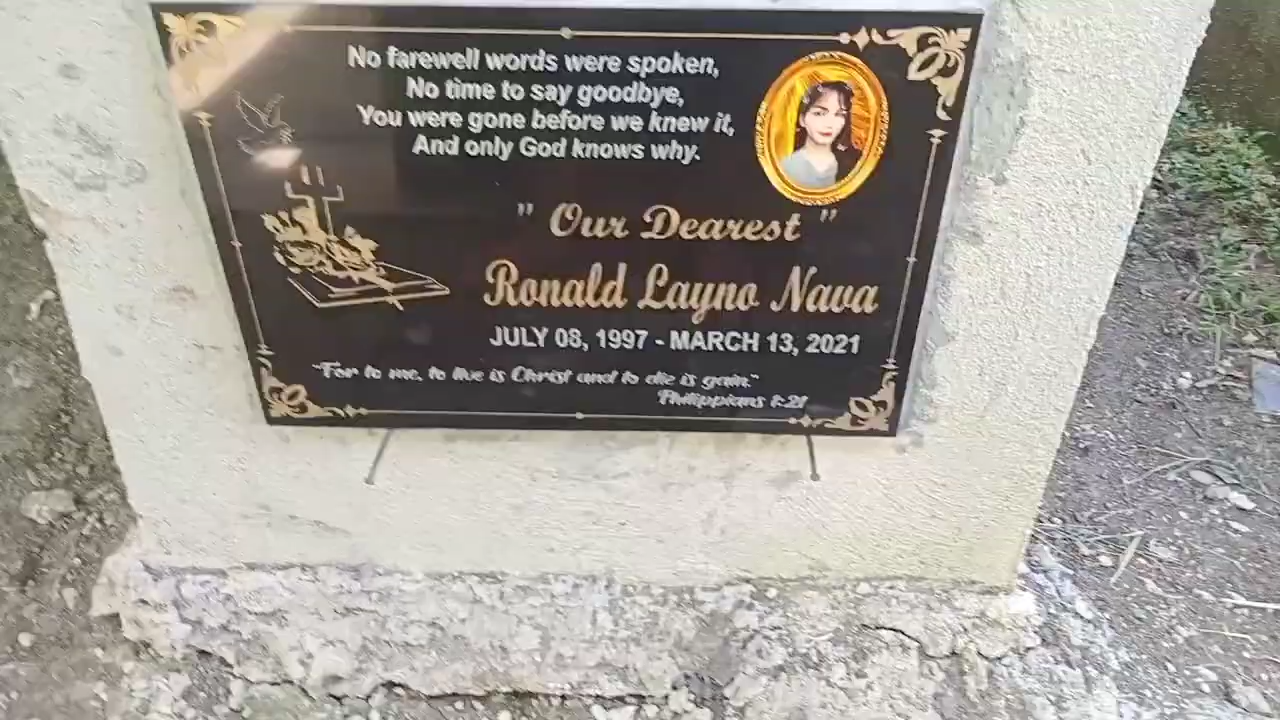 No farewell words were spoken,
No time to say goodbye,
You were gone before we knew it,
And only God knows why.
" Our Dearest "
Ronald Layno Nava
JULY 08, 1997 - MARCH 13, 2021
"For to me, to live is Christ and to die is gain."
Philippians 1:21